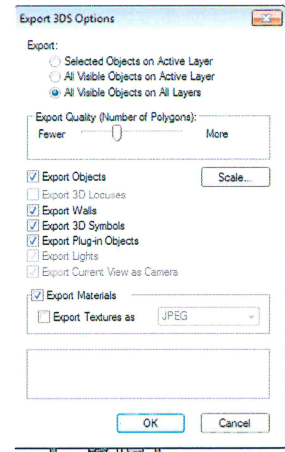 Export 3DS Options
Export:
Selected Objects on Active Layer
All Visible Objects on Active Layer
All Visible Objects on All Layers
Export Quality (Number of Polygons):
Fewer More
Export Objects Scale...
Export 3D Locuses
Export Walls
Export 3D Symbols
Export Plug-in Objects
Export Lights
Export Current View as Camera
Export Materials
Export Textures as JPEG
OK Cancel